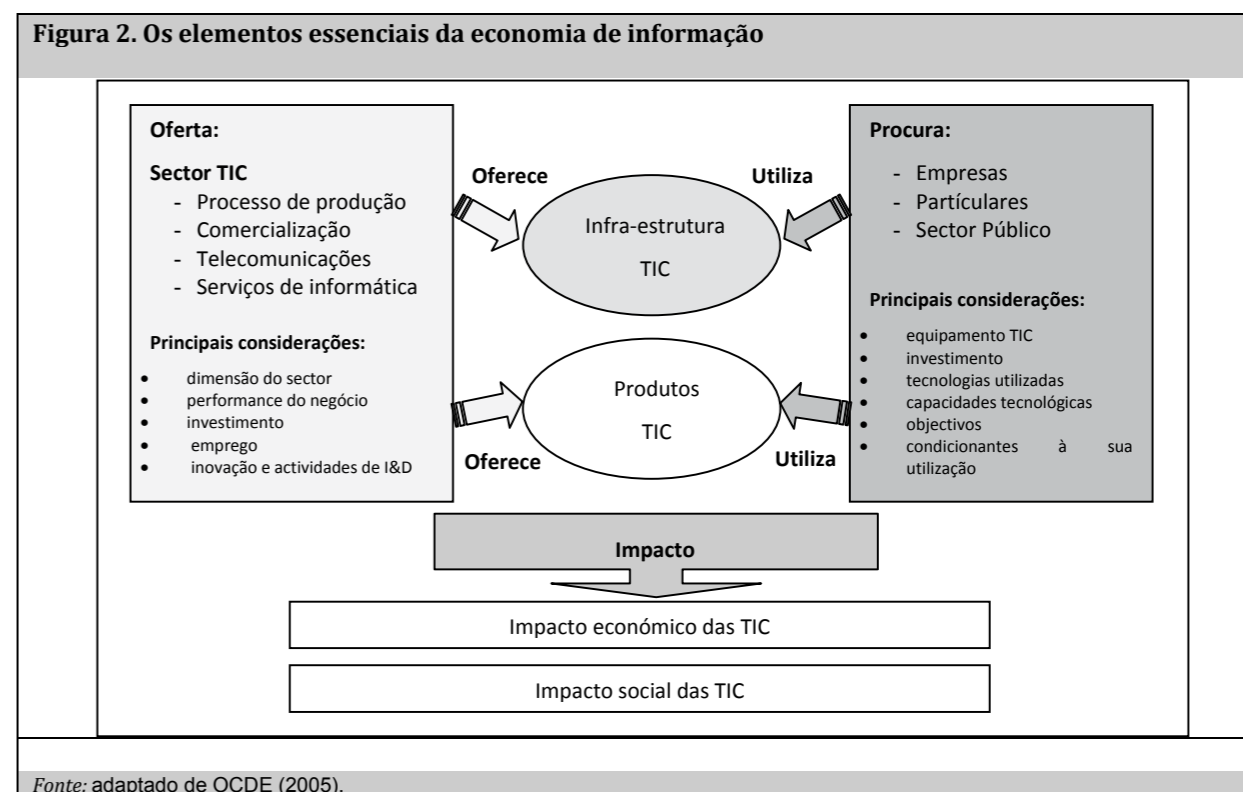 Figura 2. Os elementos essenciais da economia de informação
Oferta:
Sector TIC
- Processo de produção
- Comercialização
- Telecomunicações
- Serviços de informática
Principais considerações:
• dimensão do sector
• performance do negócio
• investimento
• emprego
• inovação e actividades de I&D
Oferece
Utiliza
Infra-estrutura
TIC
Produtos
TIC
Oferece
Utiliza
Procura:
- Empresas
- Partículares
- Sector Público
Principais considerações:
• equipamento TIC
• investimento
• tecnologias utilizadas
• capacidades tecnológicas
• objectivos
• condicionantes à sua
utilização
Impacto
Impacto económico das TIC
Impacto social das TIC
Fonte: adaptado de OCDE (2005).